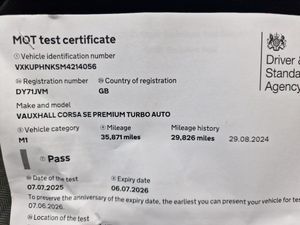 MOT test certificate
Vehicle identification number
VXKUPHNKSM4214056
Registration number
DY71JVM
Country of registration
GB
Make and model
VAUXHALL CORSA SE PREMIUM TURBO AUTO
Vehicle category
M1
Mileage
35,871 miles
Mileage history
29,826 miles 29.08.2024
Pass
Date of the test
07.07.2025
Expiry date
06.07.2026
To preserve the anniversary of the expiry date, the earliest you can present your vehicle for test
07.06.2026.
Location of the test
Driver &
Standa
Agency